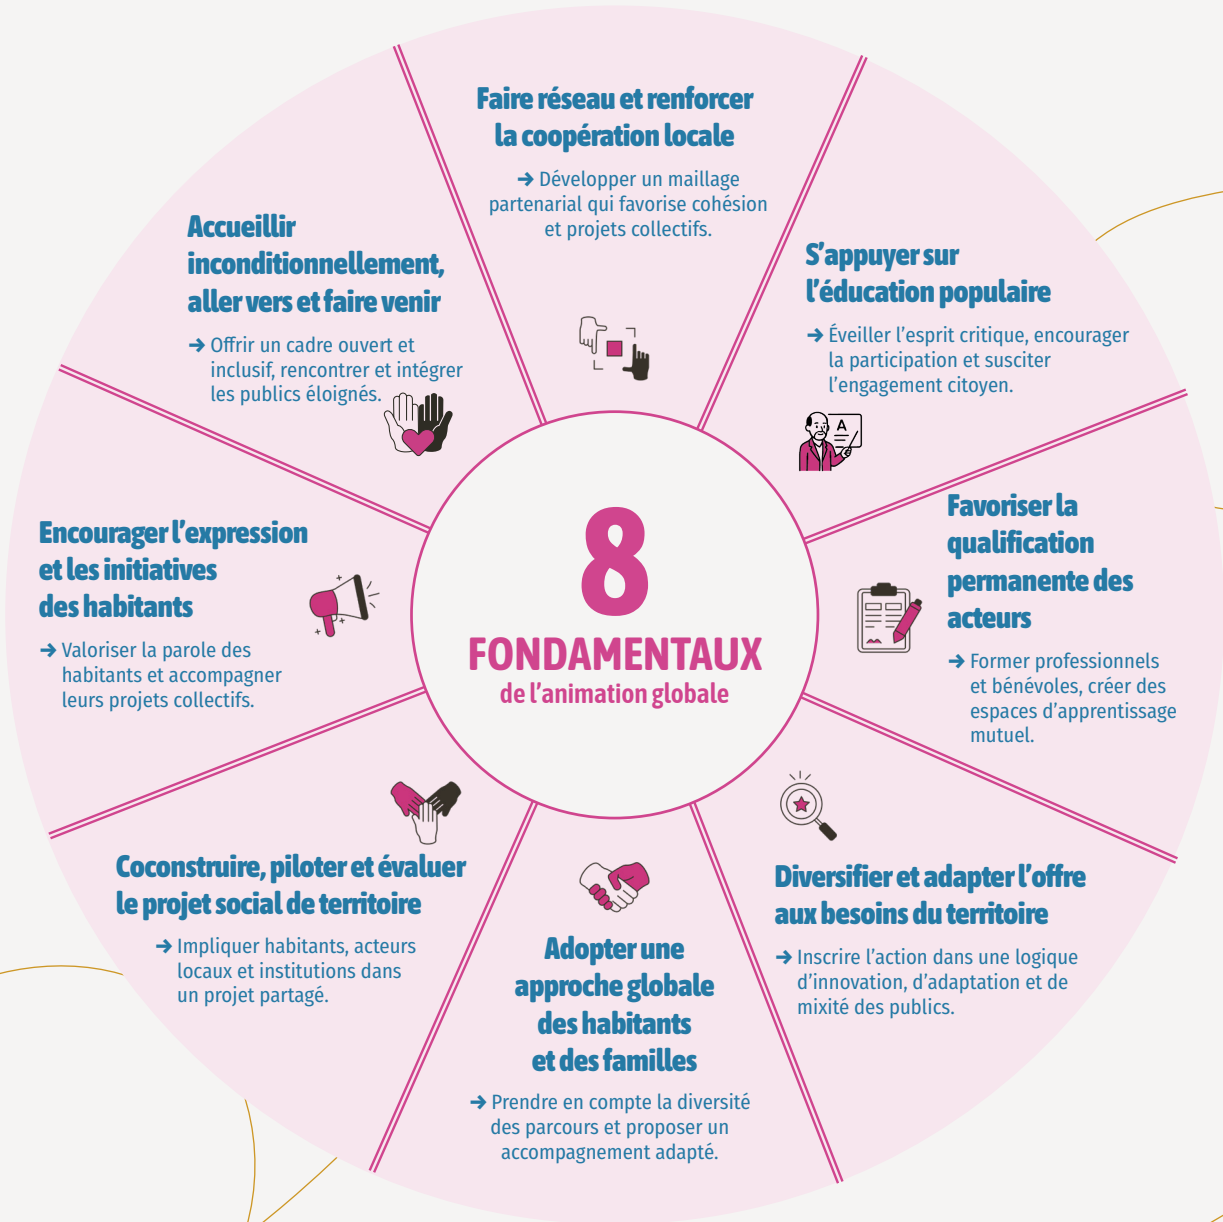 Faire réseau et renforcer
la coopération locale
→ Développer un maillage
partenarial qui favorise cohésion
et projets collectifs.
S’appuyer sur
l’éducation populaire
→ Éveiller l’esprit critique, encourager
la participation et susciter
l’engagement citoyen.
A
Favoriser la
qualification
permanente des
acteurs
→ Former professionnels
et bénévoles, créer des
espaces d’apprentissage
mutuel.
Diversifier et adapter l’offre
aux besoins du territoire
→ Inscrire l’action dans une logique
d’innovation, d’adaptation et de
mixité des publics.
Adopter une
approche globale
des habitants
et des familles
→ Prendre en compte la diversité
des parcours et proposer un
accompagnement adapté.
Coconstruire, piloter et évaluer
le projet social de territoire
→ Impliquer habitants, acteurs
locaux et institutions dans
un projet partagé.
Encourager l’expression
et les initiatives
des habitants
→ Valoriser la parole des
habitants et accompagner
leurs projets collectifs.
Accueillir
inconditionnellement,
aller vers et faire venir
→ Offrir un cadre ouvert et
inclusif, rencontrer et intégrer
les publics éloignés.
8
FONDAMENTAUX
de l’animation globale